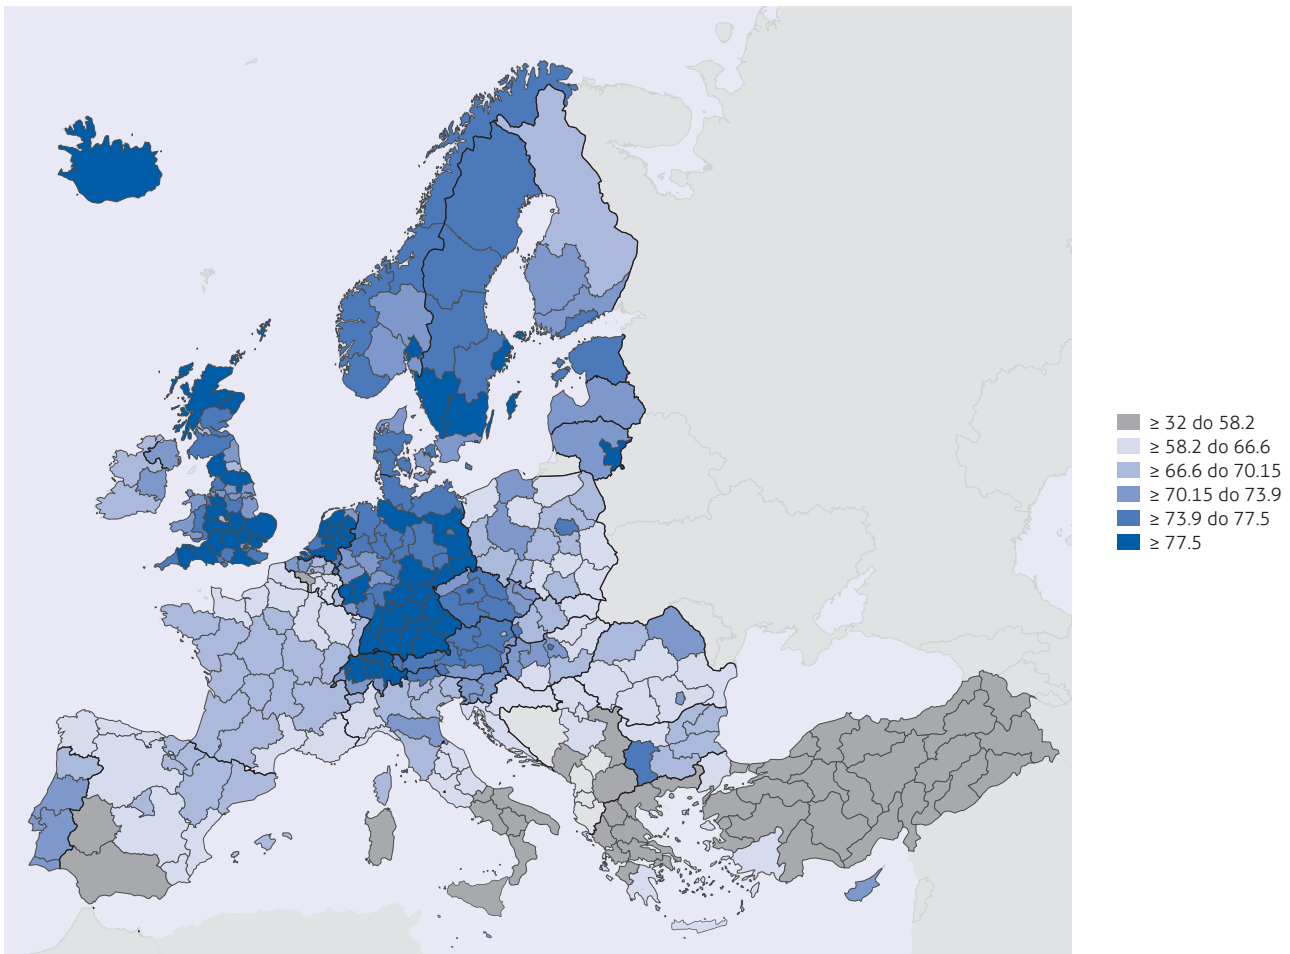 ≥ 32 do 58.2
≥ 58.2 do 66.6
≥ 66.6 do 70.15
≥ 70.15 do 73.9
≥ 73.9 do 77.5
≥ 77.5